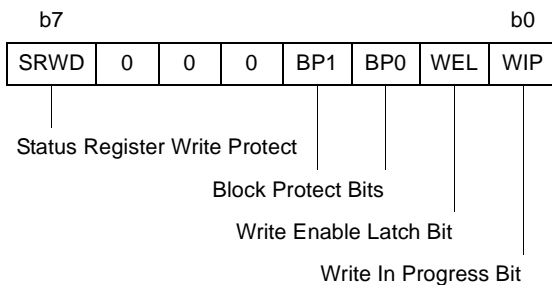 b7 b0
SRWD 0 0 0 BP1 BP0 WEL WIP
Status Register Write Protect
Block Protect Bits
Write Enable Latch Bit
Write In Progress Bit